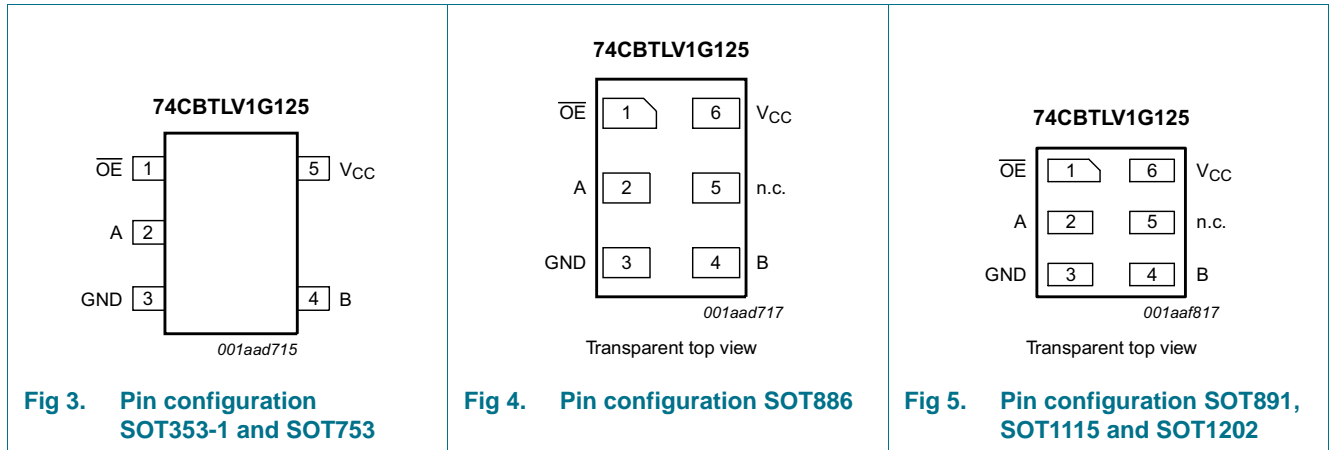 74CBTLV1G125
OE 1
5 VCC
A 2
GND 3
4 B
001aad715
Fig 3. Pin configuration
SOT353-1 and SOT753
74CBTLV1G125
OE 1 6 VCC
A 2 5 n.c.
GND 3 4 B
001aad717
Transparent top view
Fig 4. Pin configuration SOT886
74CBTLV1G125
OE 1 6 VCC
A 2 5 n.c.
GND 3 4 B
001aaf817
Transparent top view
Fig 5. Pin configuration SOT891,
SOT1115 and SOT1202